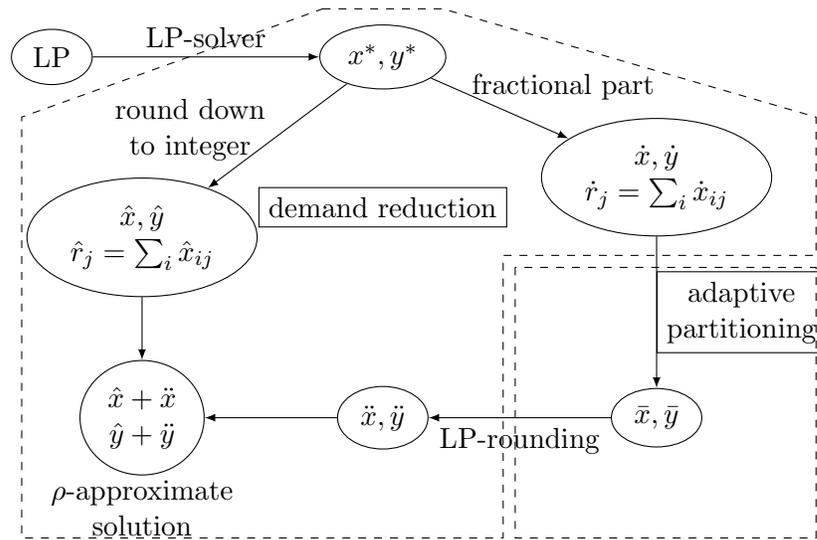 LP
LP-solver
x*, y*
fractional part
round down
to integer
ẋ, ẏ
ṙ_j = ∑_i ẋ_ij
demand reduction
x̂, ŷ
r̂_j = ∑_i x̂_ij
adaptive
partitioning
x̂ + ẍ
ŷ + ÿ
ẍ, ÿ
LP-rounding
x̄, ȳ
ρ-approximate
solution